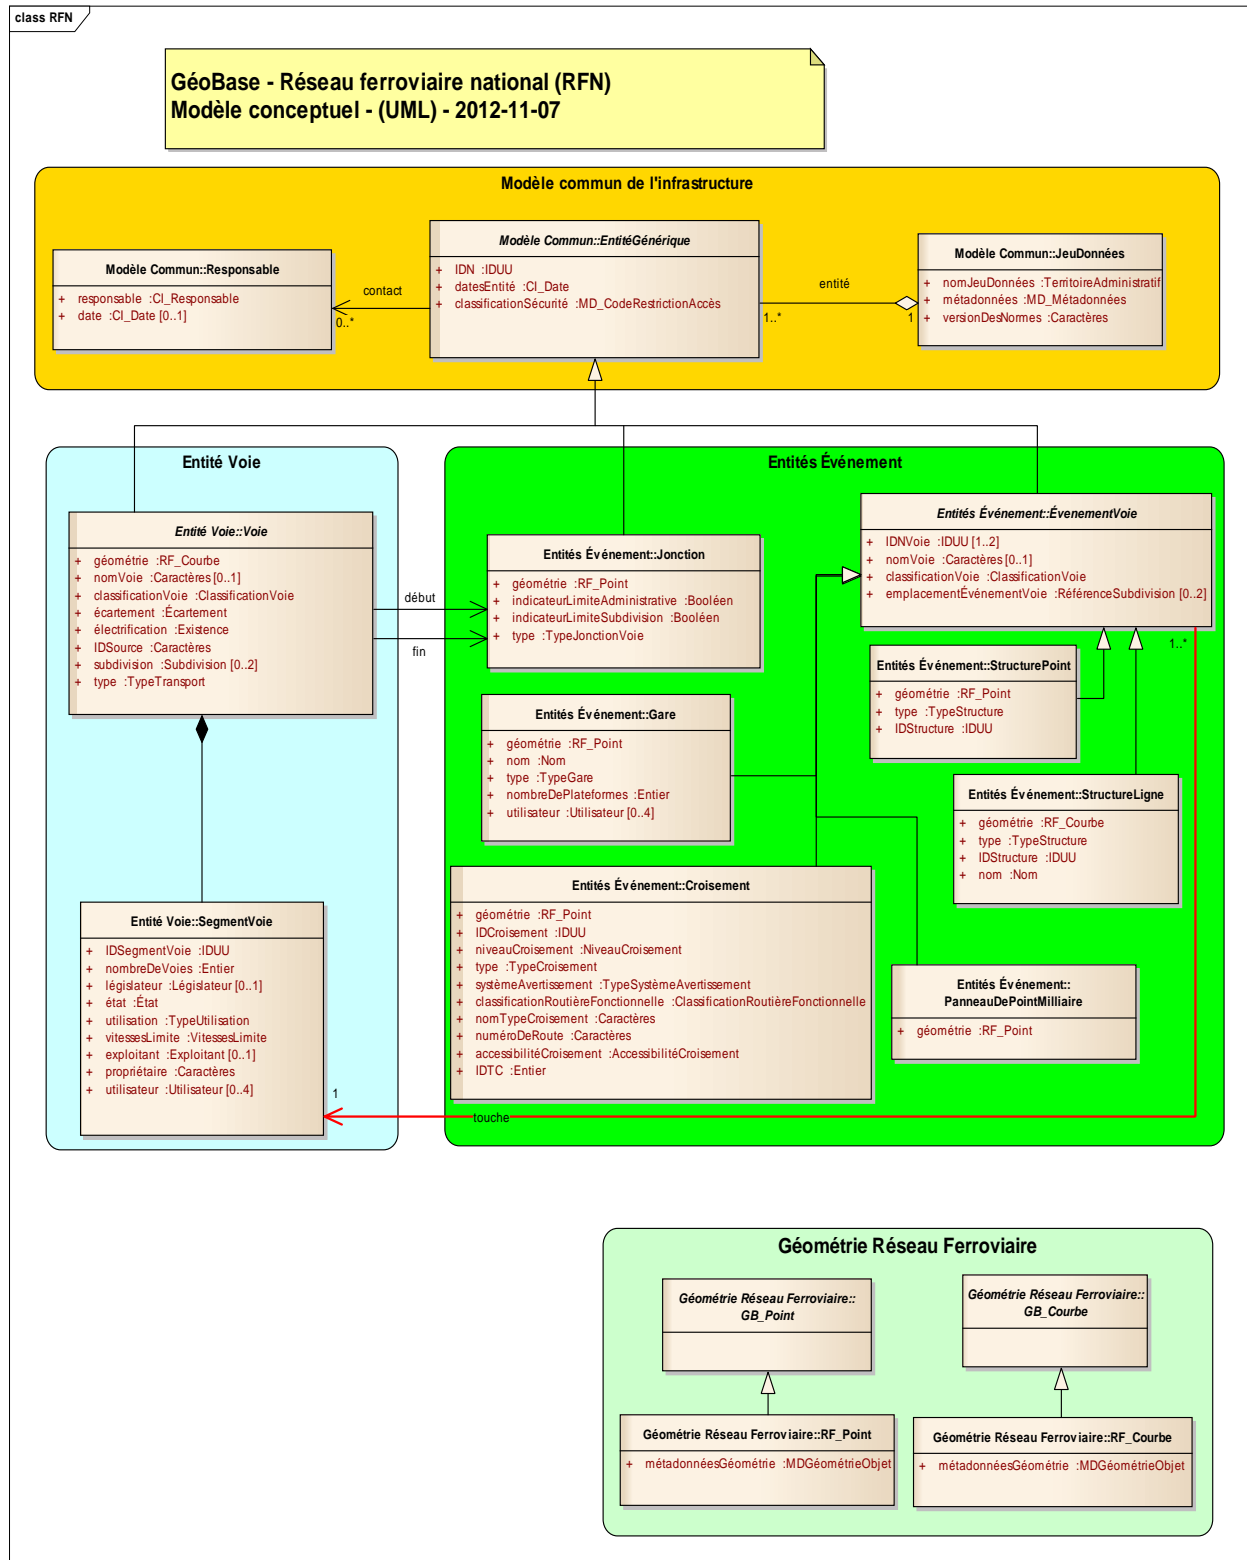 class RFN
GéoBase - Réseau ferroviaire national (RFN)
Modèle conceptuel - (UML) - 2012-11-07
Modèle commun de l'infrastructure
Modèle Commun::Responsable
+ responsable :CI_Responsable
+ date :CI_Date [0..1]
contact
0..*
Modèle Commun::EntitéGénérique
+ IDN :IDUU
+ datesEntité :CI_Date
+ classificationSécurité :MD_CodeRestrictionAccès
entité
1..*
1
Modèle Commun::JeuDonnées
+ nomJeuDonnées :TerritoireAdministratif
+ métadonnées :MD_Métadonnées
+ versionDesNormes :Caractères
Entité Voie
Entité Voie::Voie
+ géométrie :RF_Courbe
+ nomVoie :Caractères [0..1]
+ classificationVoie :ClassificationVoie
+ écartement :Écartement
+ électrification :Existence
+ IDSource :Caractères
+ subdivision :Subdivision [0..2]
+ type :TypeTransport
début
fin
Entité Voie::SegmentVoie
+ IDSegmentVoie :IDUU
+ nombreDeVoies :Entier
+ législateur :Législateur [0..1]
+ état :État
+ utilisation :TypeUtilisation
+ vitessesLimite :VitessesLimite
+ exploitant :Exploitant [0..1]
+ propriétaire :Caractères
+ utilisateur :Utilisateur [0..4]
1
touche
Entités Événement
Entités Événement::Jonction
+ géométrie :RF_Point
+ indicateurLimiteAdministrative :Booléen
+ indicateurLimiteSubdivision :Booléen
+ type :TypeJonctionVoie
Entités Événement::ÉvenementVoie
+ IDNVoie :IDUU [1..2]
+ nomVoie :Caractères [0..1]
+ classificationVoie :ClassificationVoie
+ emplacementÉvénementVoie :RéférenceSubdivision [0..2]
1..*
Entités Événement::StructurePoint
+ géométrie :RF_Point
+ type :TypeStructure
+ IDStructure :IDUU
Entités Événement::Gare
+ géométrie :RF_Point
+ nom :Nom
+ type :TypeGare
+ nombreDePlateformes :Entier
+ utilisateur :Utilisateur [0..4]
Entités Événement::StructureLigne
+ géométrie :RF_Courbe
+ type :TypeStructure
+ IDStructure :IDUU
+ nom :Nom
Entités Événement::Croisement
+ géométrie :RF_Point
+ IDCroisement :IDUU
+ niveauCroisement :NiveauCroisement
+ type :TypeCroisement
+ systèmeAvertissement :TypeSystèmeAvertissement
+ classificationRoutièreFonctionnelle :ClassificationRoutièreFonctionnelle
+ nomTypeCroisement :Caractères
+ numéroDeRoute :Caractères
+ accessibilitéCroisement :AccessibilitéCroisement
+ IDTC :Entier
Entités Événement::
PanneauDePointMilliaire
+ géométrie :RF_Point
Géométrie Réseau Ferroviaire
Géométrie Réseau Ferroviaire::
GB_Point
Géométrie Réseau Ferroviaire::
GB_Courbe
Géométrie Réseau Ferroviaire::RF_Point
+ métadonnéesGéométrie :MDGéométrieObjet
Géométrie Réseau Ferroviaire::RF_Courbe
+ métadonnéesGéométrie :MDGéométrieObjet